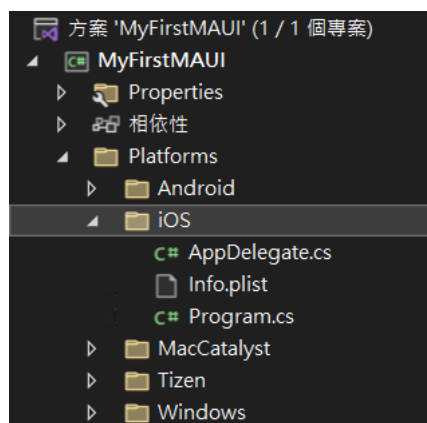 方案 'MyFirstMAUI' (1 / 1 個專案)
C# MyFirstMAUI
Properties
相依性
Platforms
Android
iOS
C# AppDelegate.cs
Info.plist
C# Program.cs
MacCatalyst
Tizen
Windows